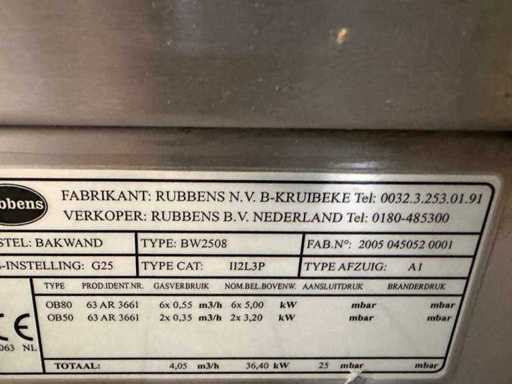 bbens
FABRIKANT: RUBBENS N.V. B-KRUIBEKE Tel: 0032.3.253.01.91
VERKOPER: RUBBENS B.V. NEDERLAND Tel: 0180-485300
STEL: BAKWAND TYPE: BW2508 FAB.N°: 2005 045052 0001
S-INSTELLING: G25 TYPE CAT: II2L3P TYPE AFZUIG: A1
TYPE PROD.IDENT.NR. GASVERBRUIK NOM.BEL.BOVENW. AANSLUITDRUK BRANDERDRUK
OB80 63 AR 3661 6x 0,55 m3/h 6x 5,00 kW mbar mbar
OB50 63 AR 3661 2x 0,35 m3/h 2x 3,20 kW mbar mbar
CE
063 NL
TOTAAL: 4,05 m3/h 36,40 kW 25 mbar mbar